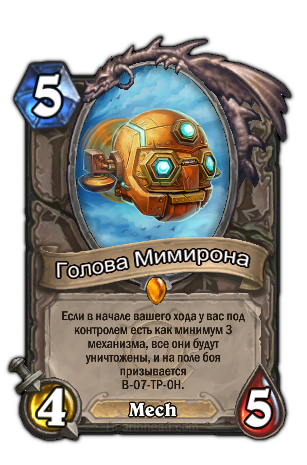 5
Голова Мимирона
Если в начале вашего хода у вас под
контролем есть как минимум 3
механизма, все они будут
уничтожены, и на поле боя
призывается
В-07-ТР-0Н.
4
Mech
5